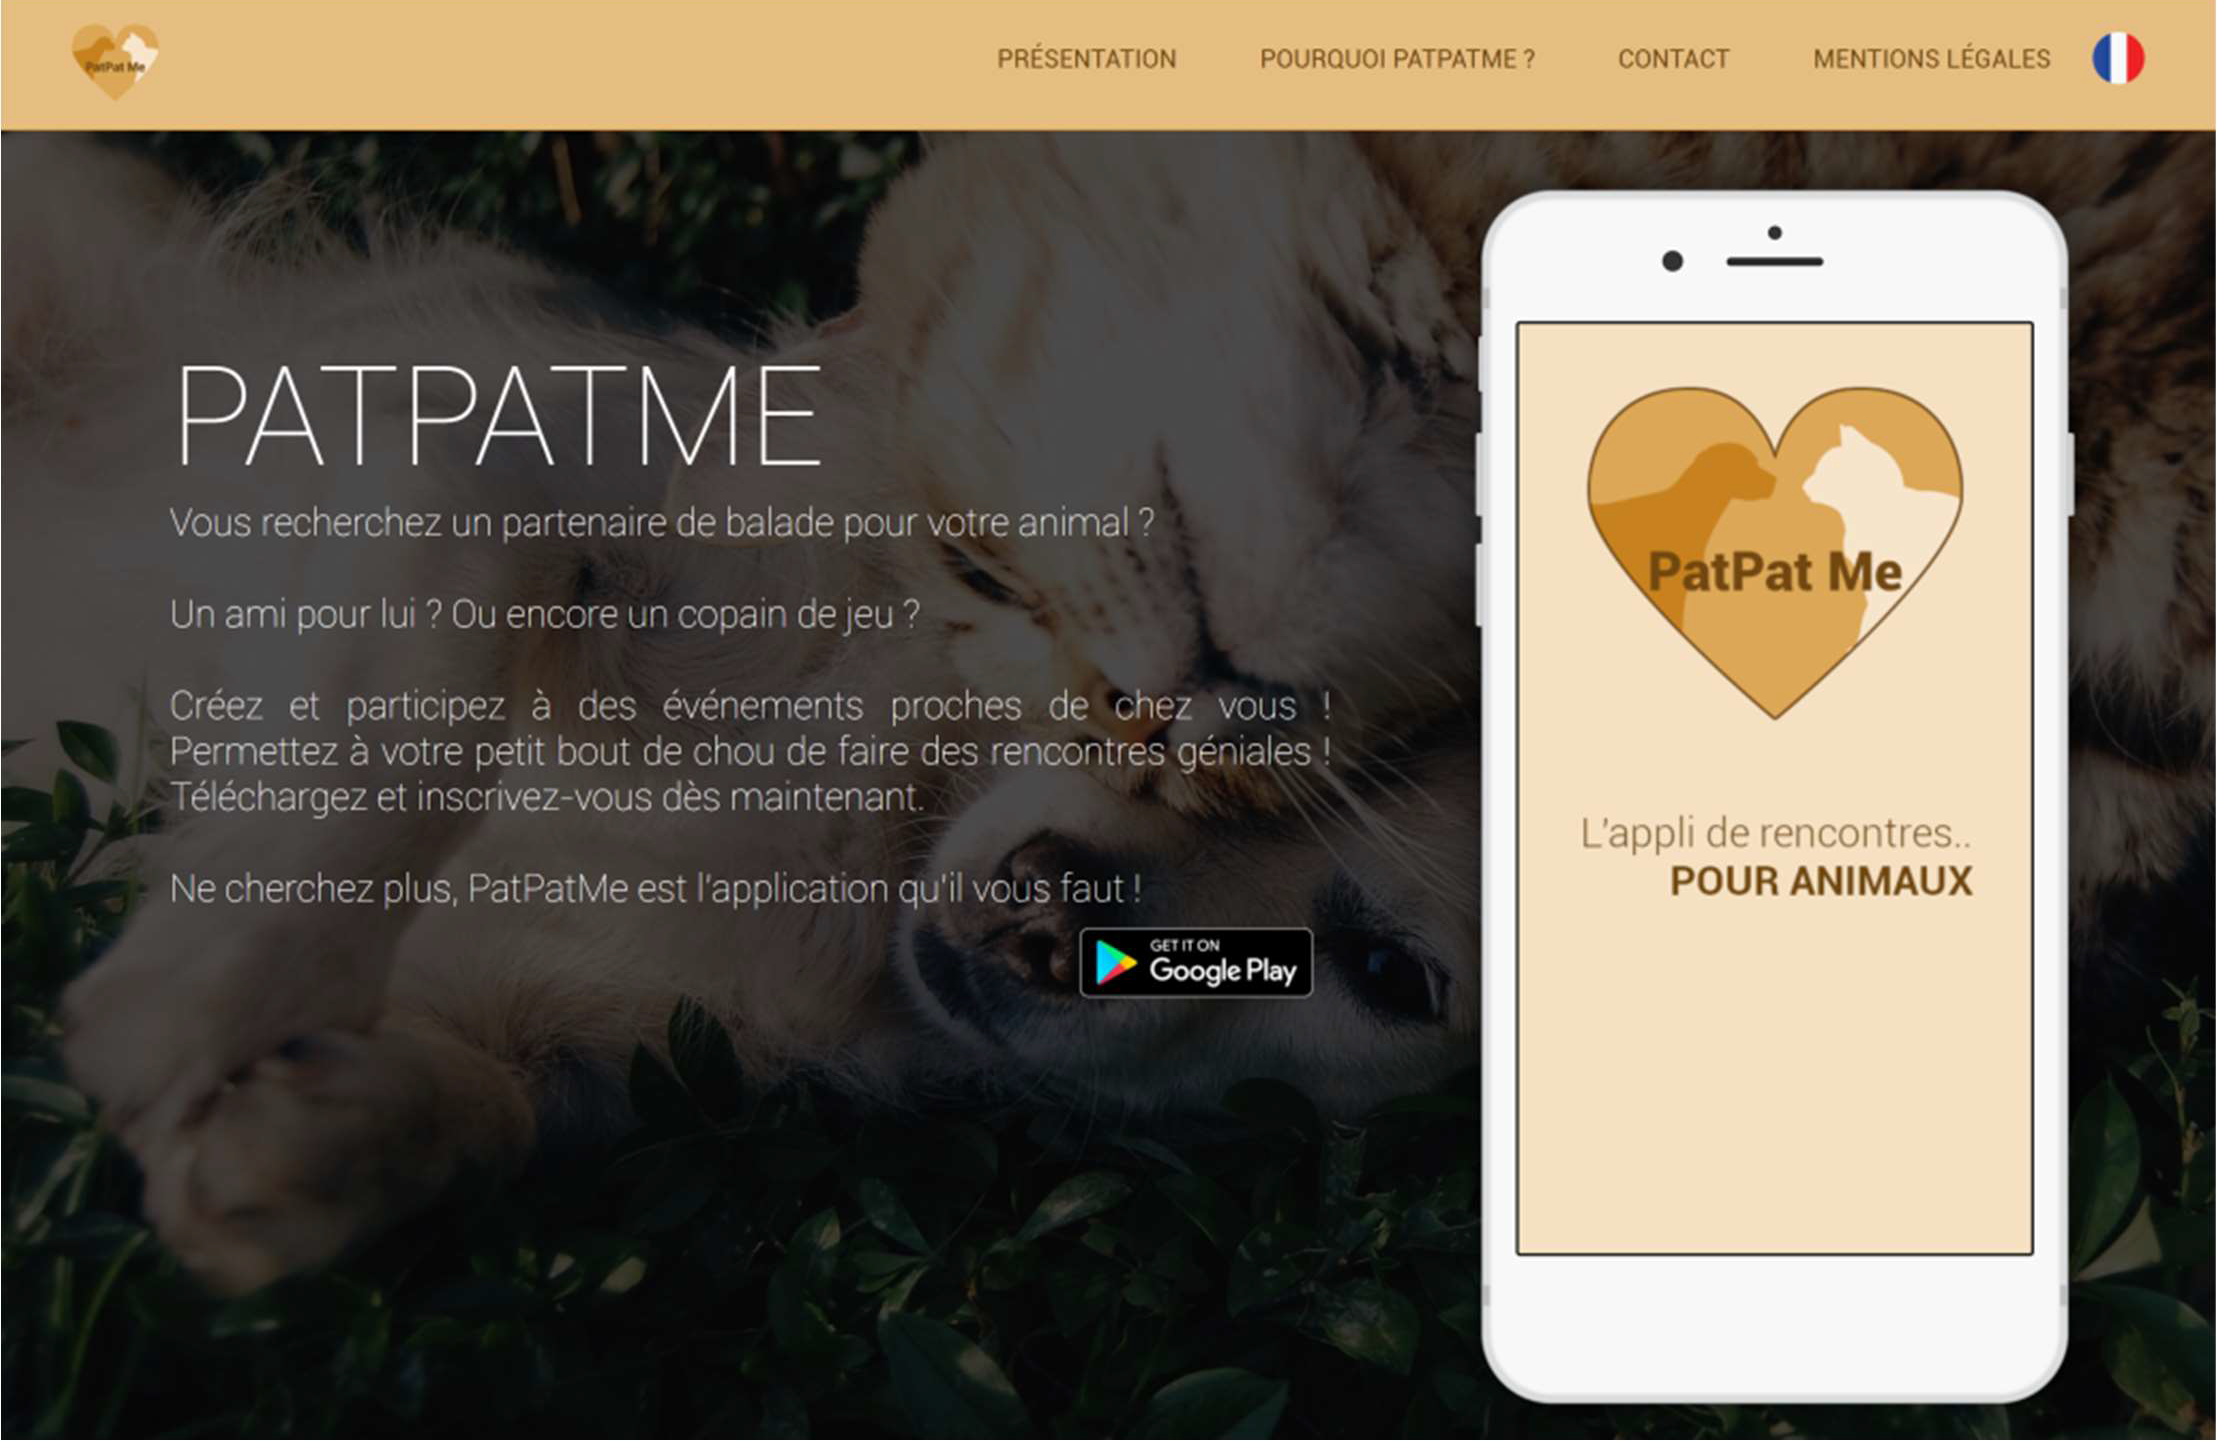 PatPat Me
PRÉSENTATION
POURQUOI PATPATME ?
CONTACT
MENTIONS LÉGALES
PATPATME
Vous recherchez un partenaire de balade pour votre animal ?
Un ami pour lui ? Ou encore un copain de jeu ?
Créez et participez à des événements proches de chez vous !
Permettez à votre petit bout de chou de faire des rencontres géniales !
Téléchargez et inscrivez-vous dès maintenant.
Ne cherchez plus, PatPatMe est l'application qu'il vous faut !
GET IT ON
Google Play
PatPat Me
L'appli de rencontres..
POUR ANIMAUX